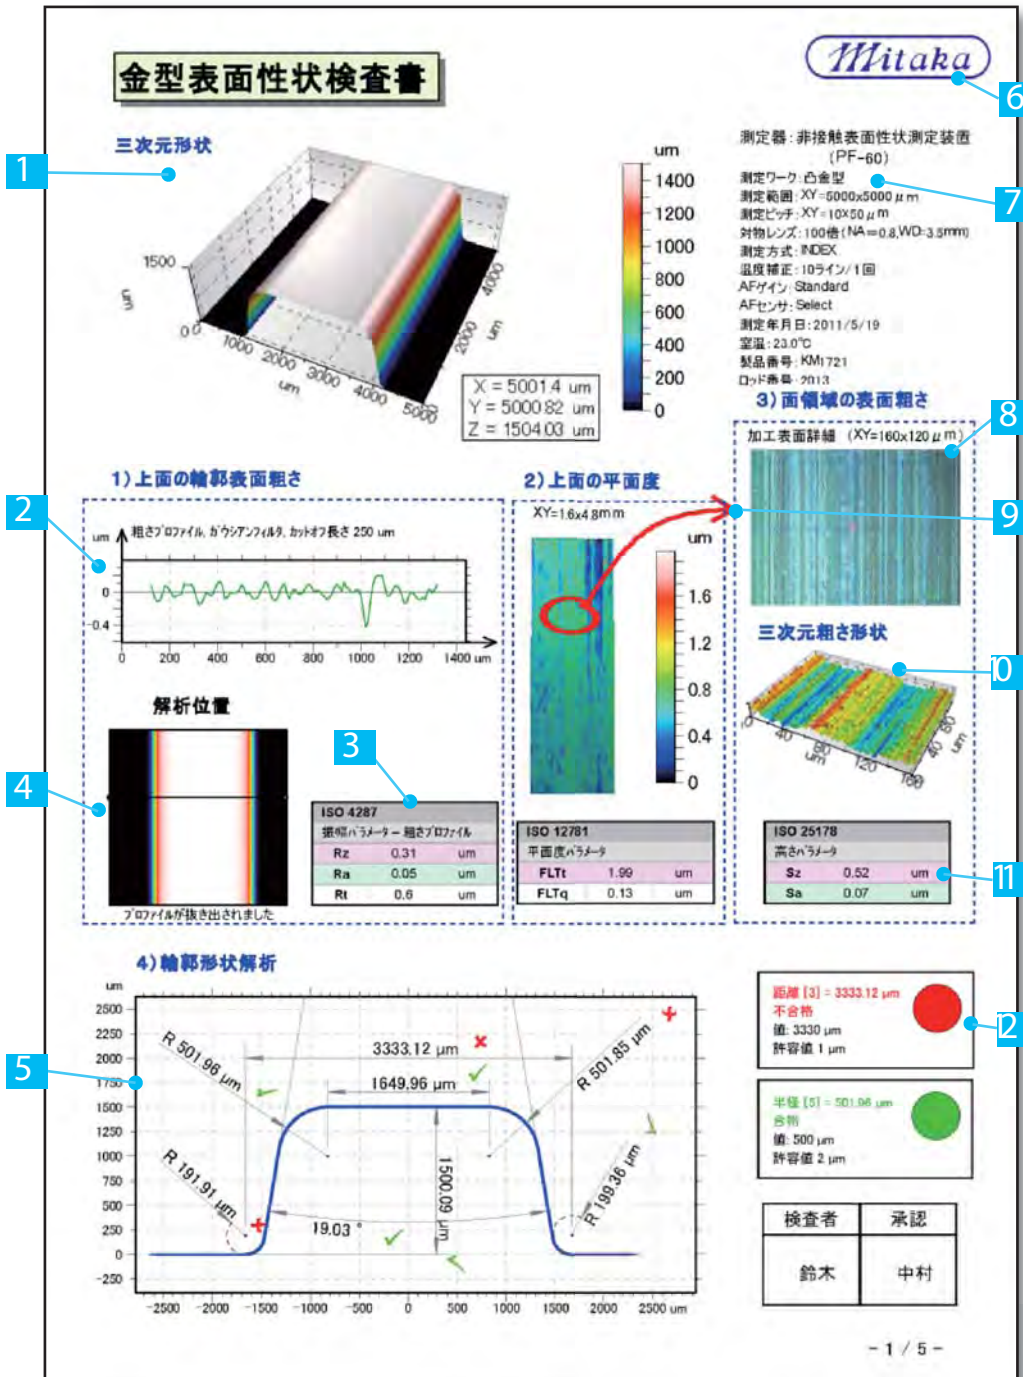 金型表面性状検査書
Mitaka
6
三次元形状
1
um
1400
1200
1000
800
600
400
200
0
1500
um
0
0
1000
2000
3000
4000
5000
um
0
2000
4000
um
X = 5001.4 um
Y = 5000.82 um
Z = 1504.03 um
測定器:非接触表面性状測定装置
(PF-60)
測定ワーク:凸金型
7
測定範囲:XY=5000x5000μm
測定ピッチ:XY=10x50μm
対物レンズ:100倍(NA=0.8,WD=3.5mm)
測定方式:INDEX
温度補正:10ライン/1回
AFゲイン:Standard
AFセンサ:Select
測定年月日:2011/5/19
室温:23.0℃
製品番号:KM1721
ロッド番号:2013
1)上面の輪郭表面粗さ
2
um
粗さプロファイル, ガウシアンフィルタ, カットオフ長さ 250 um
0
-0.4
0 200 400 600 800 1000 1200 1400 um
解析位置
4
プロファイルが抜き出されました
3
ISO 4287
振幅パラメータ - 粗さプロファイル
Rz 0.31 um
Ra 0.05 um
Rt 0.6 um
2)上面の平面度
XY=1.6x4.8mm
um
1.6
1.2
0.8
0.4
0
ISO 12781
平面度パラメータ
FLTt 1.99 um
FLTq 0.13 um
3)面領域の表面粗さ
加工表面詳細 (XY=160x120μm)
8
9
三次元粗さ形状
10
0 40 80 120 160
um
0 40 80
um
ISO 25178
高さパラメータ
Sz 0.52 um
Sa 0.07 um
11
4)輪郭形状解析
5
um
2500
2250
2000
1750
1500
1250
1000
750
500
250
0
-250
-2500 -2000 -1500 -1000 -500 0 500 1000 1500 2000 2500 um
R 501.96 μm
3333.12 μm
1649.96 μm
R 501.85 μm
R 191.91 μm
19.03 °
1500.09 μm
R 199.36 μm
距離 [3] = 3333.12 μm
不合格
値: 3330 μm
許容値 1 μm
12
半径 [5] = 501.96 μm
合格
値: 500 μm
許容値 2 μm
検査者 承認
鈴木 中村
- 1 / 5 -